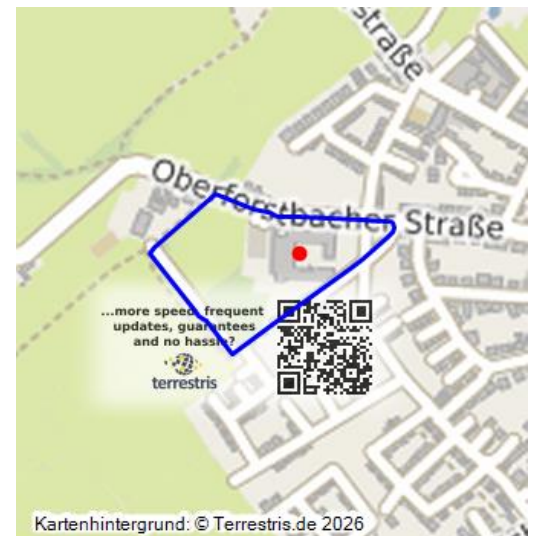 straße
Oberforstbacher Straße
...more speed, frequent
updates, guarantees
and no hassle?
terrestris
Kartenhintergrund: © Terrestris.de 2026